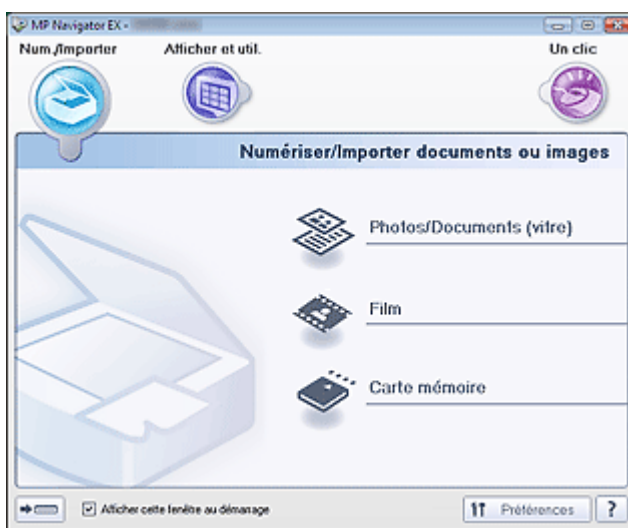 MP Navigator EX -
Num./Importer
Afficher et util.
Un clic
Numériser/Importer documents ou images
Photos/Documents (vitre)
Film
Carte mémoire
Afficher cette fenêtre au démarrage
Préférences
?